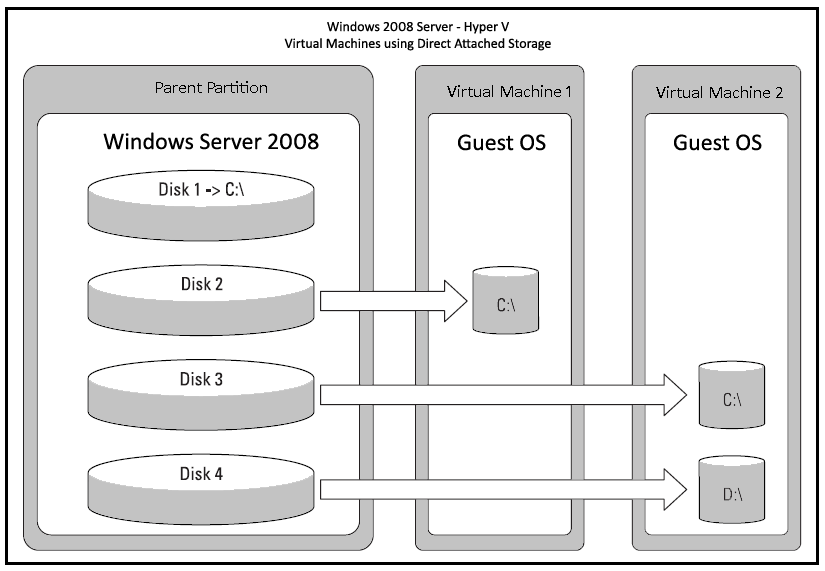 Windows 2008 Server - Hyper V
Virtual Machines using Direct Attached Storage
Parent Partition
Windows Server 2008
Disk 1 -> C:\
Disk 2
Disk 3
Disk 4
Virtual Machine 1
Guest OS
C:\
Virtual Machine 2
Guest OS
C:\
D:\